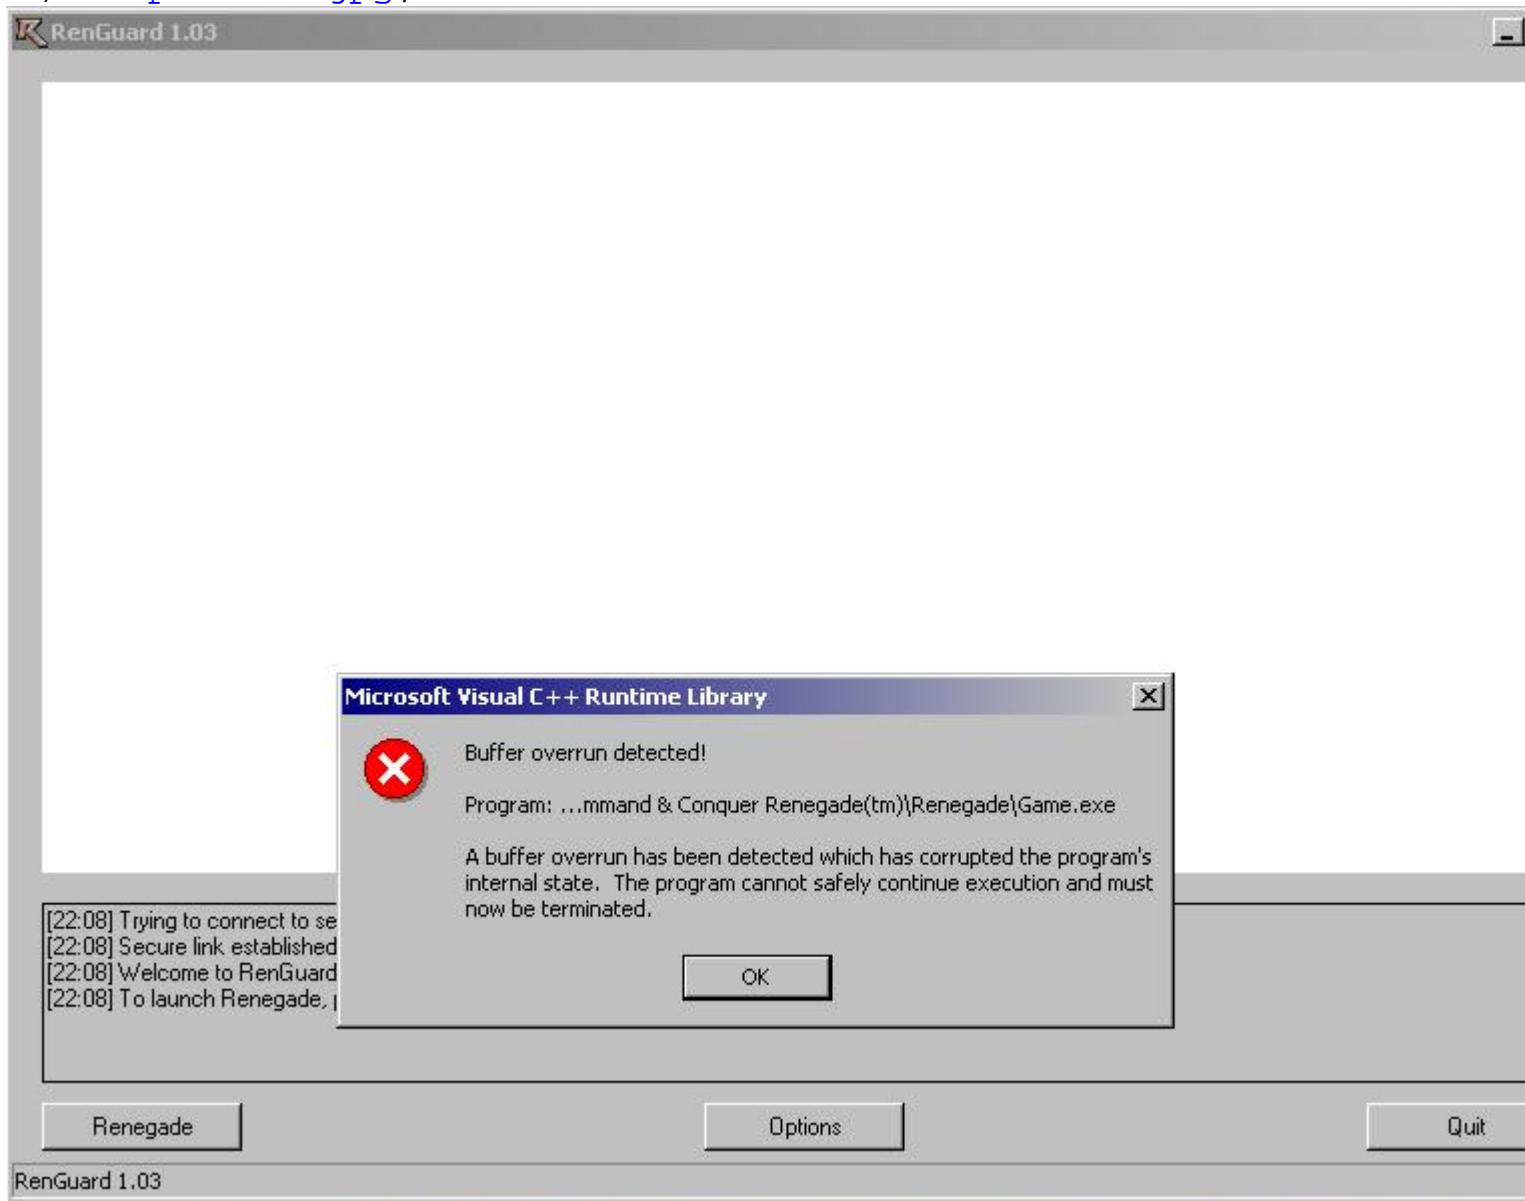 RenGuard 1.03
Microsoft Visual C++ Runtime Library
Buffer overrun detected!
Program: ...mmand & Conquer Renegade(tm)\Renegade\Game.exe
A buffer overrun has been detected which has corrupted the program's
internal state. The program cannot safely continue execution and must
now be terminated.
OK
[22:08] Trying to connect to se
[22:08] Secure link established
[22:08] Welcome to RenGuard
[22:08] To launch Renegade,
Renegade
Options
Quit
RenGuard 1.03